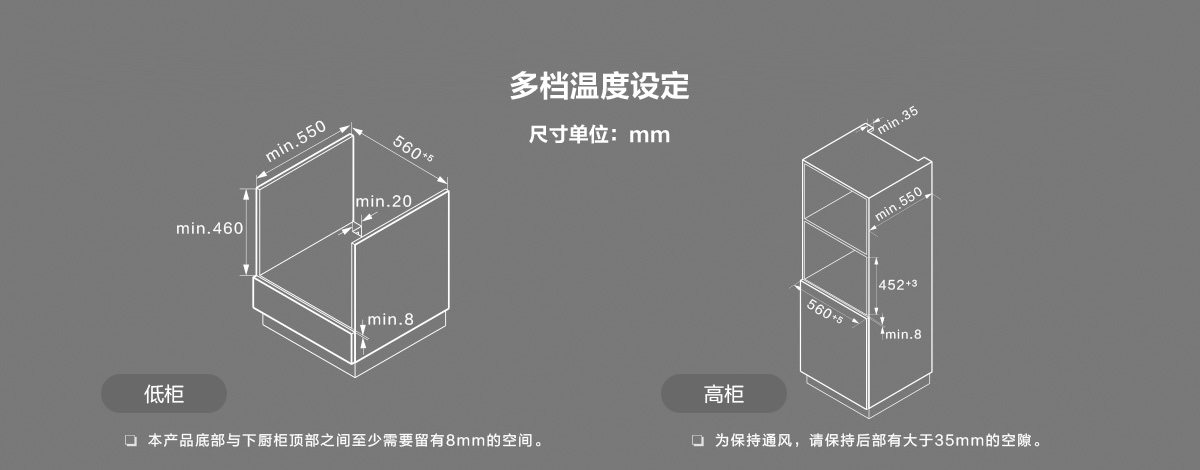 多档温度设定
尺寸单位：mm
min.550
560+5
min.20
min.460
min.8
低柜
本产品底部与下厨柜顶部之间至少需要留有8mm的空间。
min.35
min.550
452+3
560+5
min.8
高柜
为保持通风，请保持后部有大于35mm的空隙。